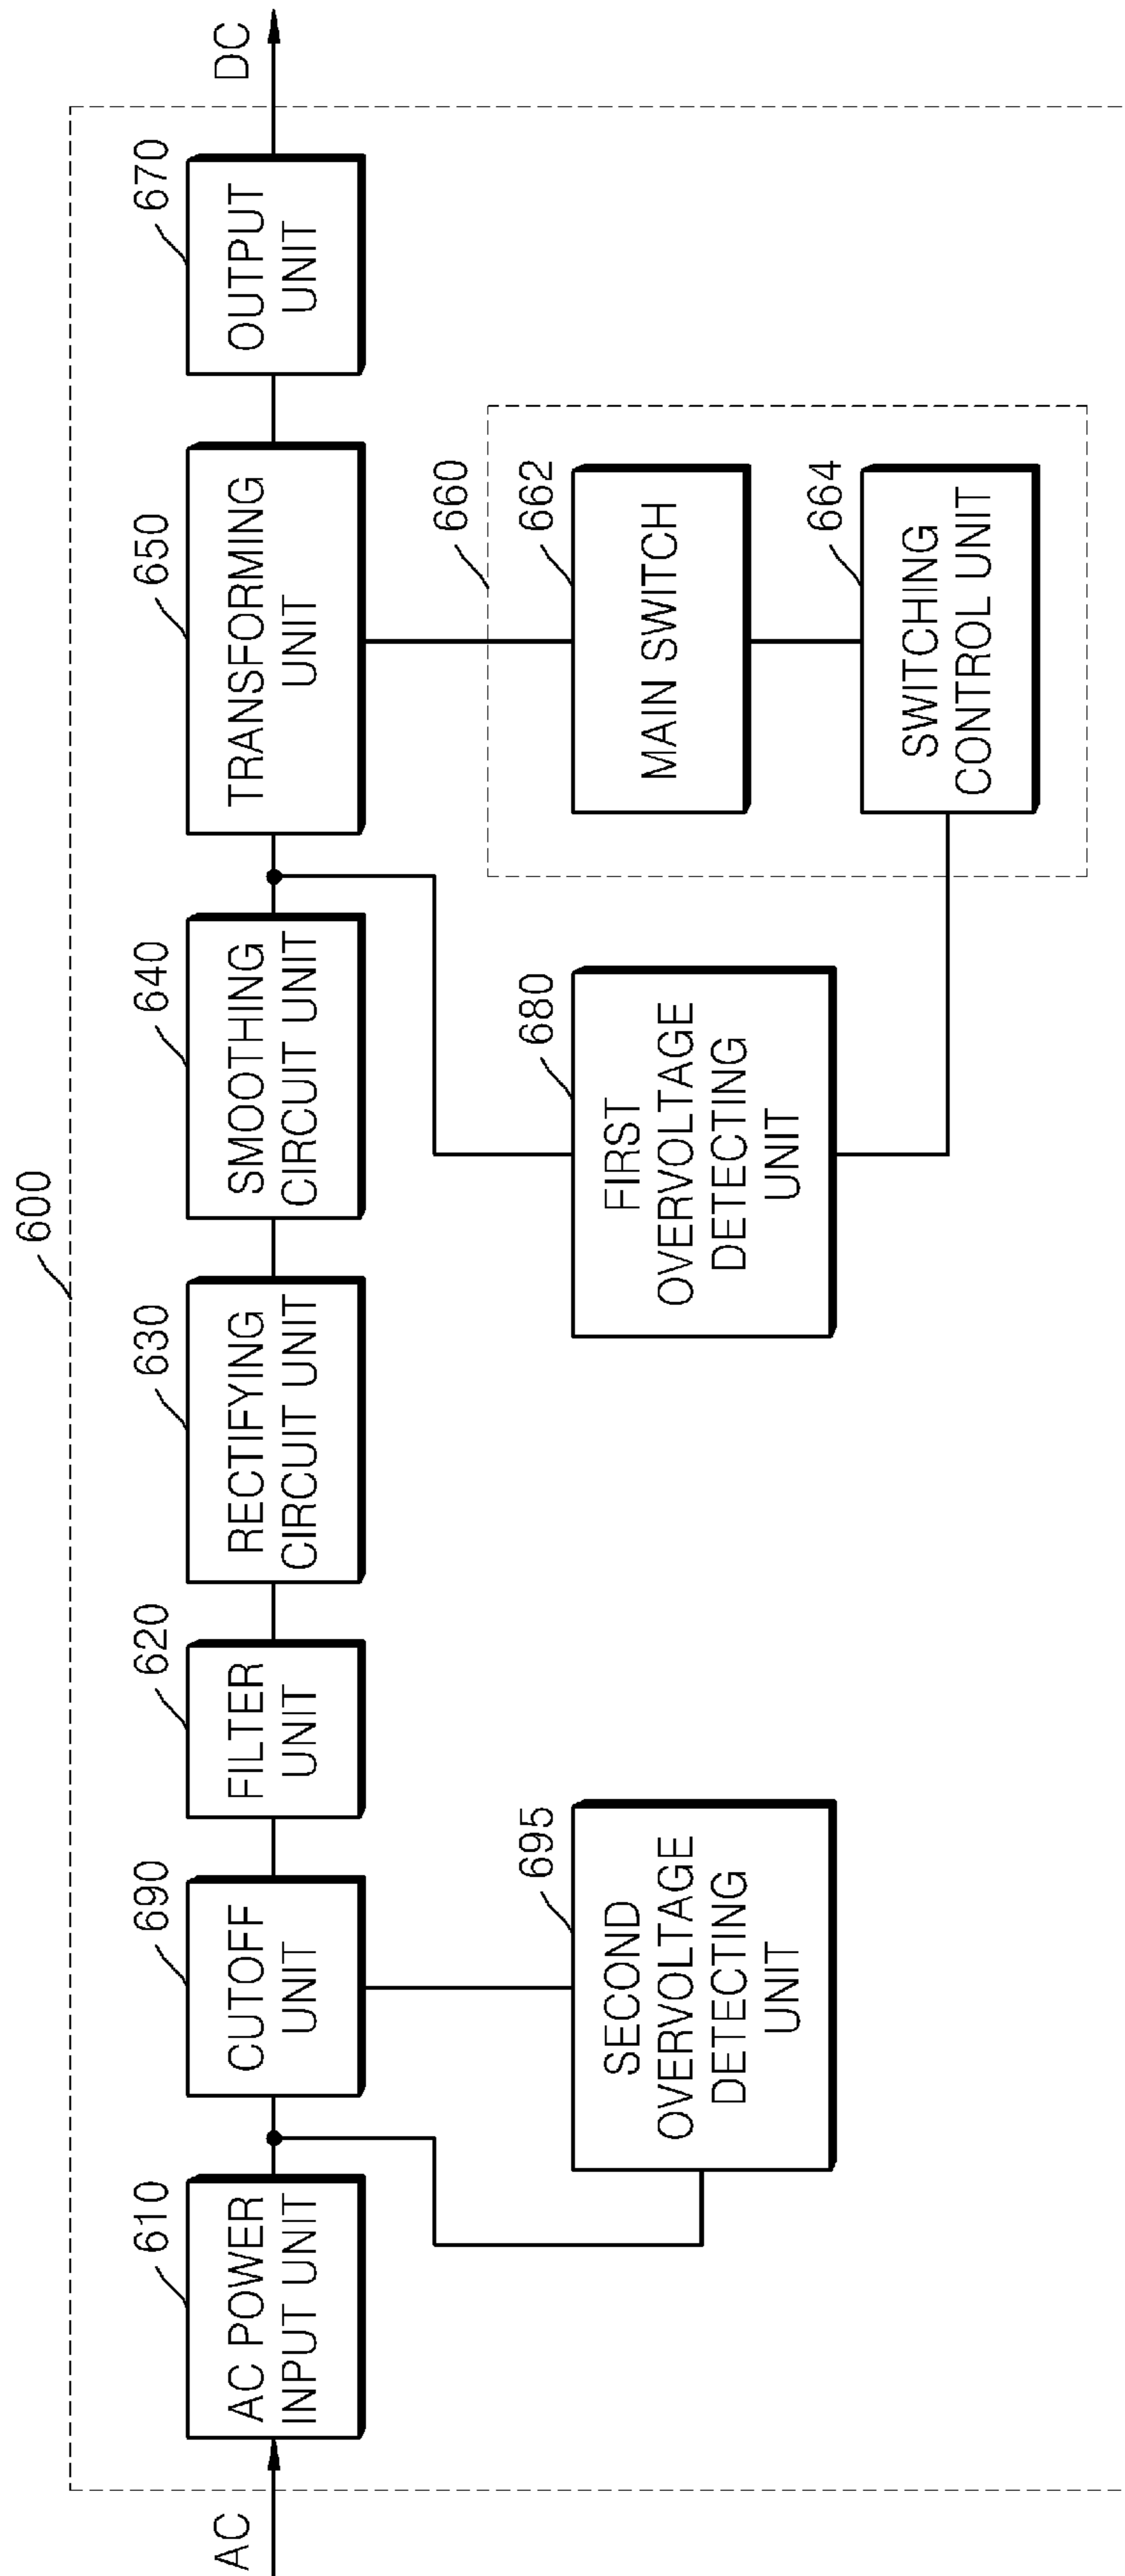 600
AC
610
AC POWER
INPUT UNIT
690
CUTOFF
UNIT
620
FILTER
UNIT
630
RECTIFYING
CIRCUIT UNIT
640
SMOOTHING
CIRCUIT UNIT
650
TRANSFORMING
UNIT
670
OUTPUT
UNIT
DC
695
SECOND
OVERVOLTAGE
DETECTING
UNIT
680
FIRST
OVERVOLTAGE
DETECTING
UNIT
660
662
MAIN SWITCH
664
SWITCHING
CONTROL UNIT